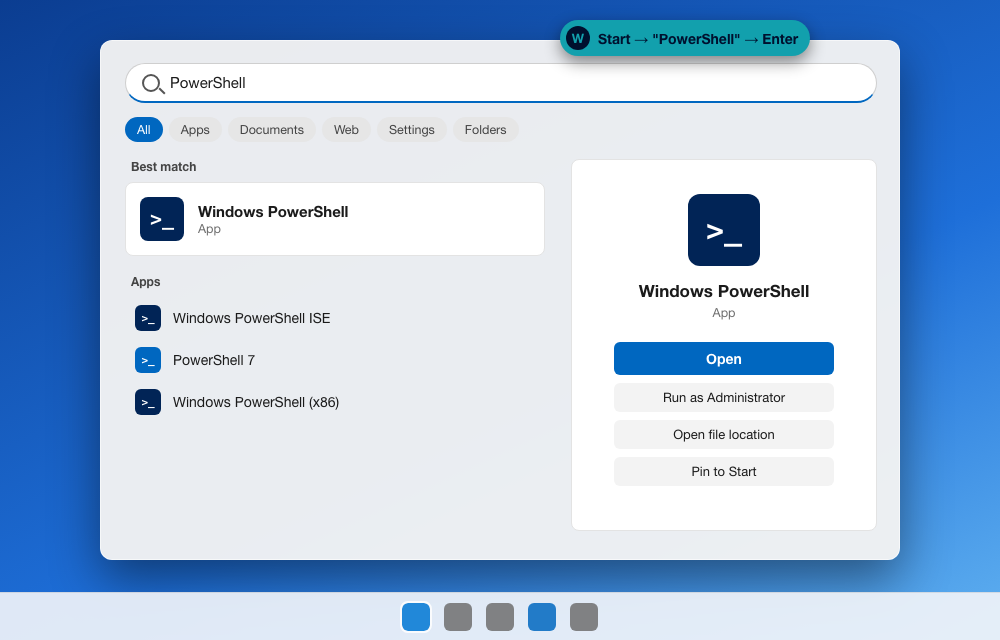 W Start → "PowerShell" → Enter
PowerShell
All Apps Documents Web Settings Folders
Best match
>_ Windows PowerShell
App
Apps
>_ Windows PowerShell ISE
>_ PowerShell 7
>_ Windows PowerShell (x86)
>_
Windows PowerShell
App
Open
Run as Administrator
Open file location
Pin to Start